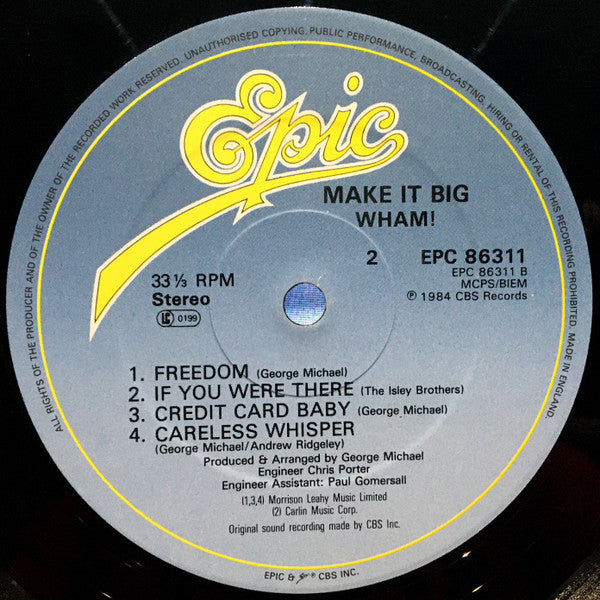 ALL RIGHTS OF THE PRODUCER AND OF THE OWNER OF THE RECORDED WORK RESERVED. UNAUTHORISED COPYING, PUBLIC PERFORMANCE, BROADCASTING, HIRING OR RENTAL OF THIS RECORDING PROHIBITED. MADE IN ENGLAND.
Epic
MAKE IT BIG
WHAM!
2 EPC 86311
EPC 86311 B
MCPS/BIEM
℗ 1984 CBS Records
33⅓ RPM
Stereo
LC 0199
1. FREEDOM (George Michael)
2. IF YOU WERE THERE (The Isley Brothers)
3. CREDIT CARD BABY (George Michael)
4. CARELESS WHISPER
(George Michael/Andrew Ridgeley)
Produced & Arranged by George Michael
Engineer Chris Porter
Engineer Assistant: Paul Gomersall
(1,3,4) Morrison Leahy Music Limited
(2) Carlin Music Corp.
Original sound recording made by CBS Inc.
EPIC & Epic ® CBS INC.